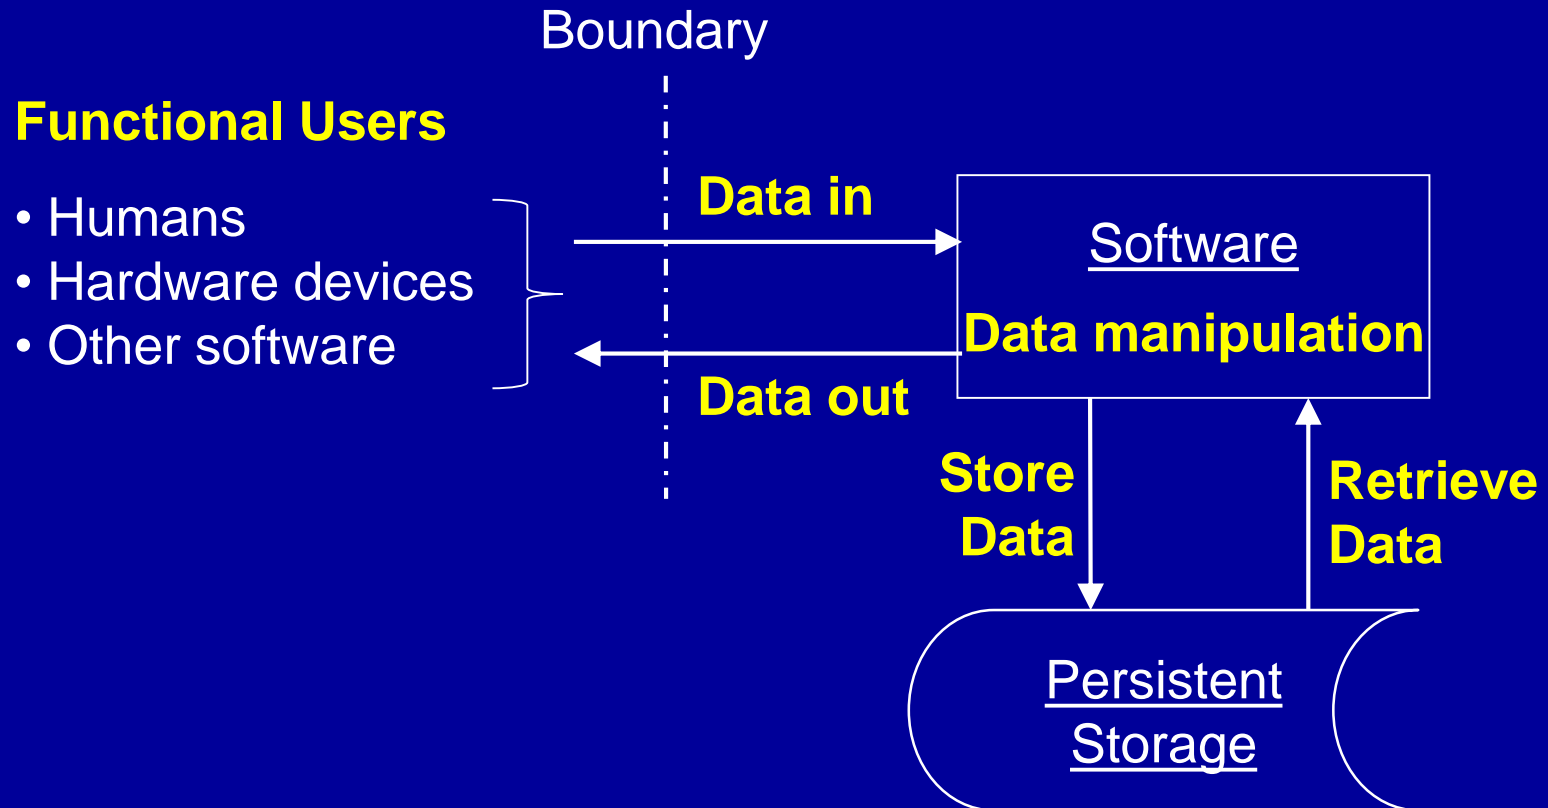 Boundary
Functional Users
• Humans
• Hardware devices
• Other software
Data in
Data out
Software
Data manipulation
Store
Data
Retrieve
Data
Persistent
Storage